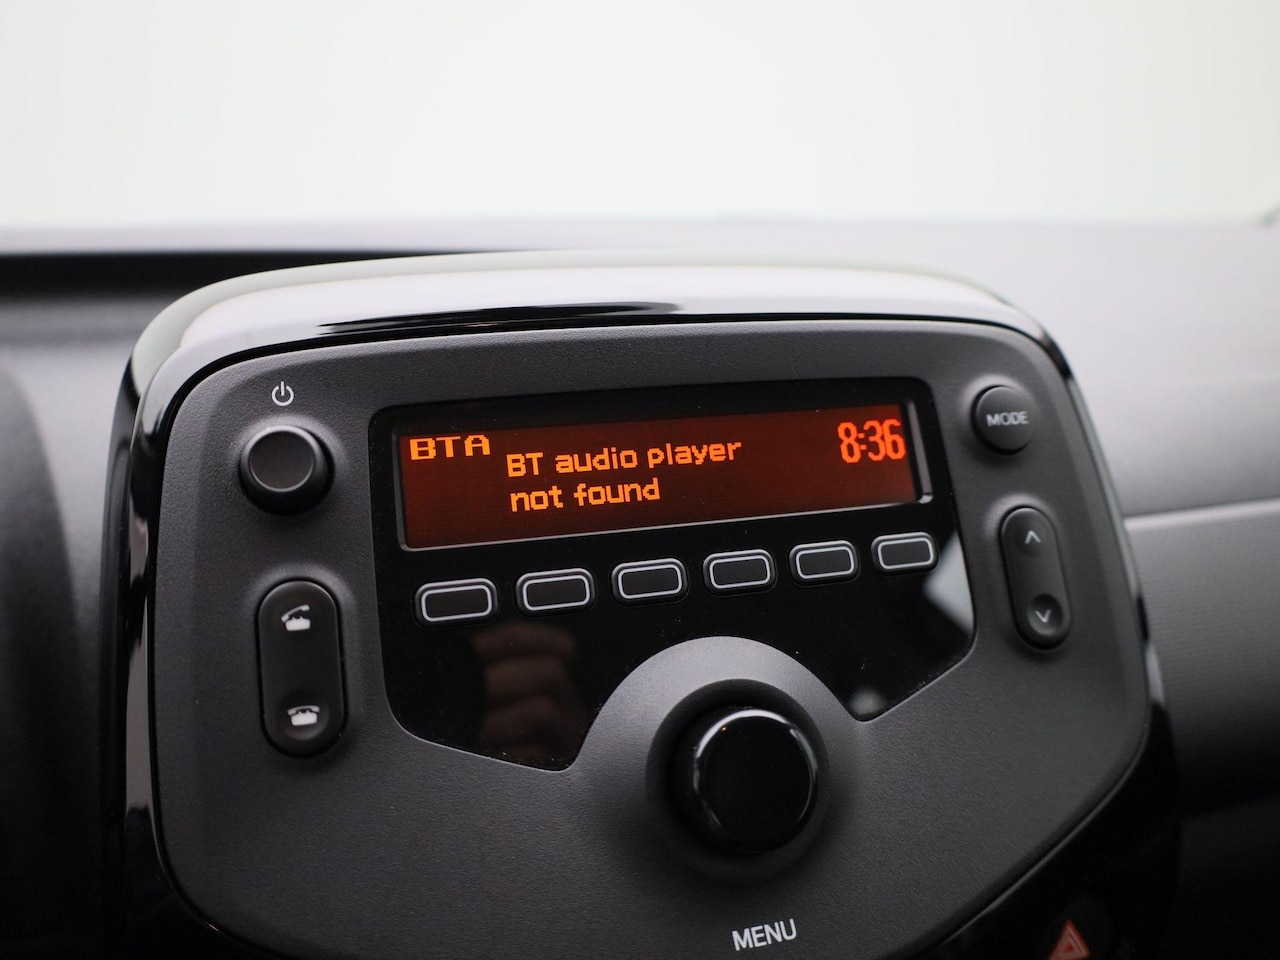 BTA
BT audio player
not found
8:36
MODE
MENU